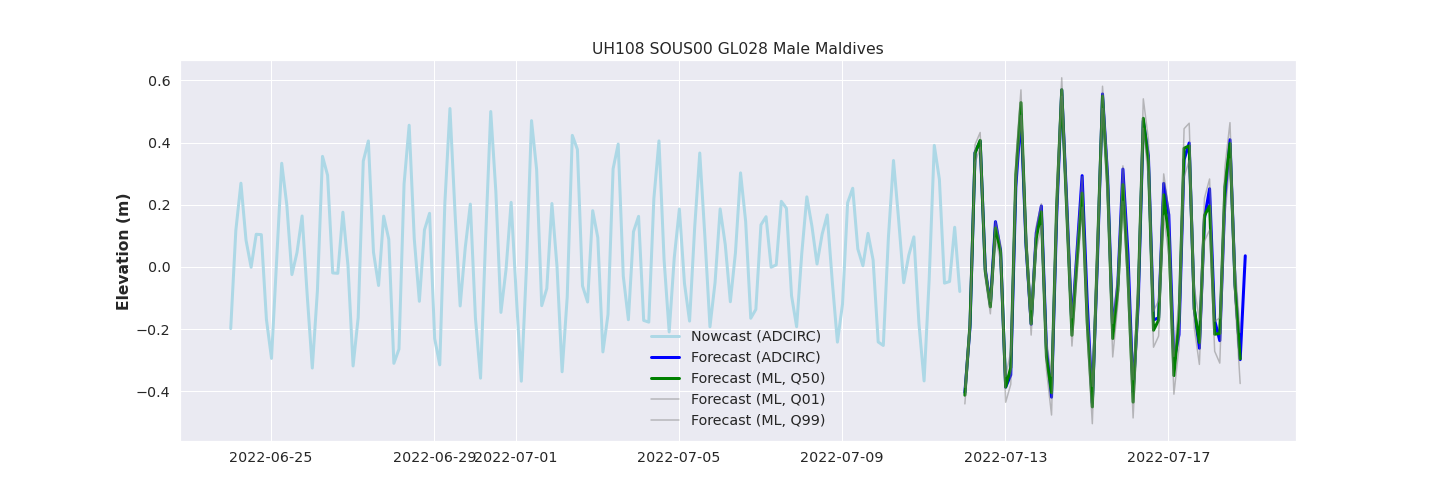 UH108 SOUS00 GL028 Male Maldives
Elevation (m)
0.6
0.4
0.2
0.0
−0.2
−0.4
Nowcast (ADCIRC)
Forecast (ADCIRC)
Forecast (ML, Q50)
Forecast (ML, Q01)
Forecast (ML, Q99)
2022-06-25 2022-06-29 2022-07-01 2022-07-05 2022-07-09 2022-07-13 2022-07-17